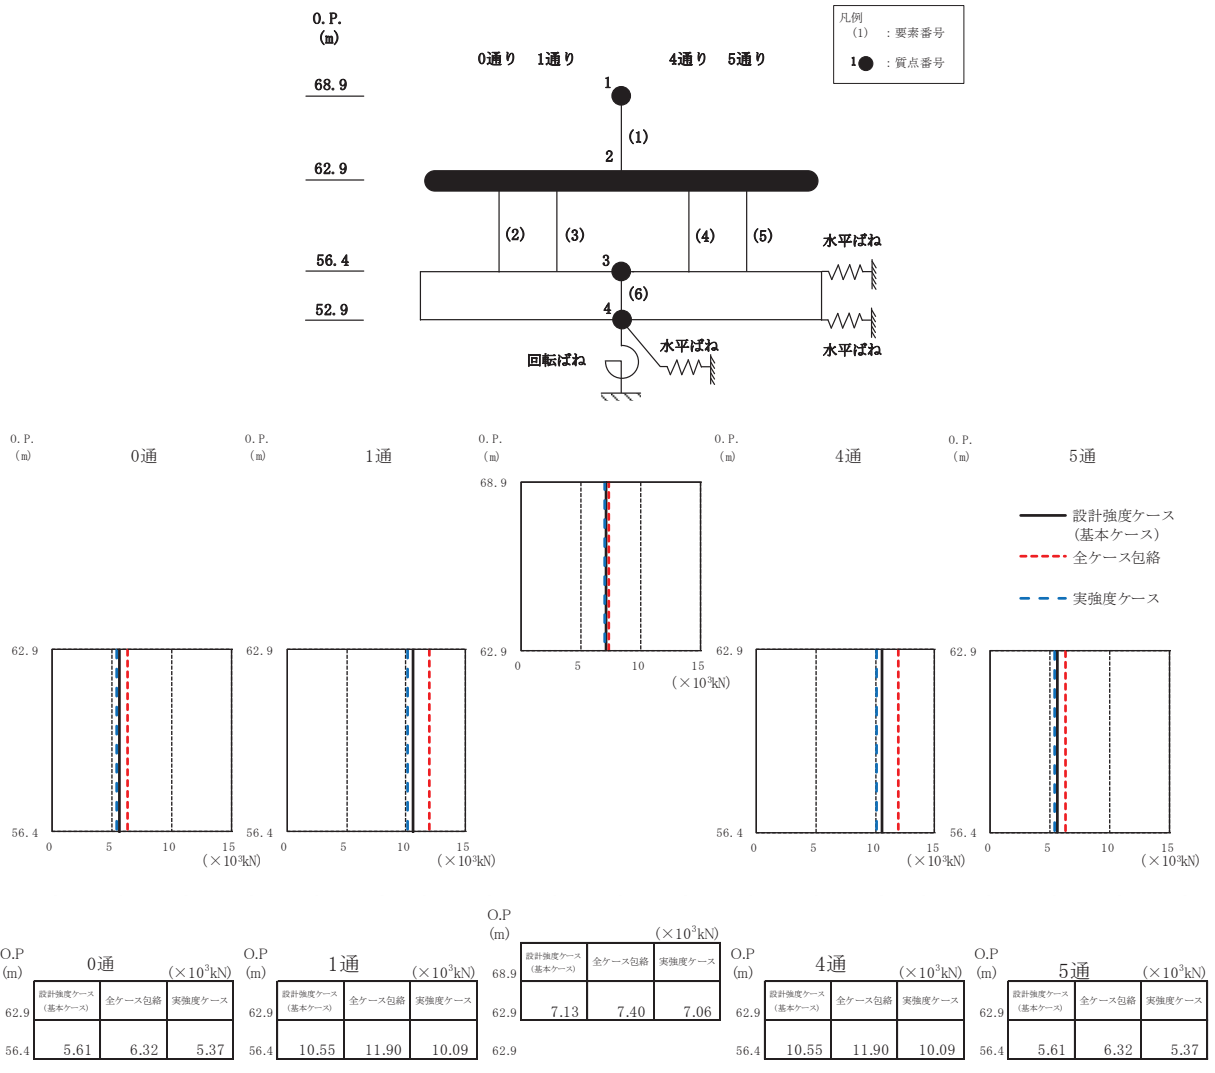 O.P.
(m)
0通り 1通り 4通り 5通り
凡例
(1) ：要素番号
1 ：質点番号
68.9
1
(1)
2
62.9
(2) (3) (4) (5)
水平ばね
56.4
3
(6)
52.9
4
水平ばね
水平ばね
回転ばね
O.P.
(m)
0通
62.9
56.4
0 5 10 15
(×10³kN)
O.P.
(m)
1通
62.9
56.4
0 5 10 15
(×10³kN)
O.P.
(m)
68.9
62.9
0 5 10 15
(×10³kN)
O.P.
(m)
4通
62.9
56.4
0 5 10 15
(×10³kN)
O.P.
(m)
5通
62.9
56.4
0 5 10 15
(×10³kN)
設計強度ケース
(基本ケース)
全ケース包絡
実強度ケース
O.P
(m)
0通
(×10³kN)
設計強度ケース
(基本ケース)
全ケース包絡
実強度ケース
62.9
56.4 5.61 6.32 5.37
O.P
(m)
1通
(×10³kN)
設計強度ケース
(基本ケース)
全ケース包絡
実強度ケース
62.9
56.4 10.55 11.90 10.09
O.P
(m)
(×10³kN)
設計強度ケース
(基本ケース)
全ケース包絡
実強度ケース
68.9
62.9 7.13 7.40 7.06
62.9
O.P
(m)
4通
(×10³kN)
設計強度ケース
(基本ケース)
全ケース包絡
実強度ケース
62.9
56.4 10.55 11.90 10.09
O.P
(m)
5通
(×10³kN)
設計強度ケース
(基本ケース)
全ケース包絡
実強度ケース
62.9
56.4 5.61 6.32 5.37